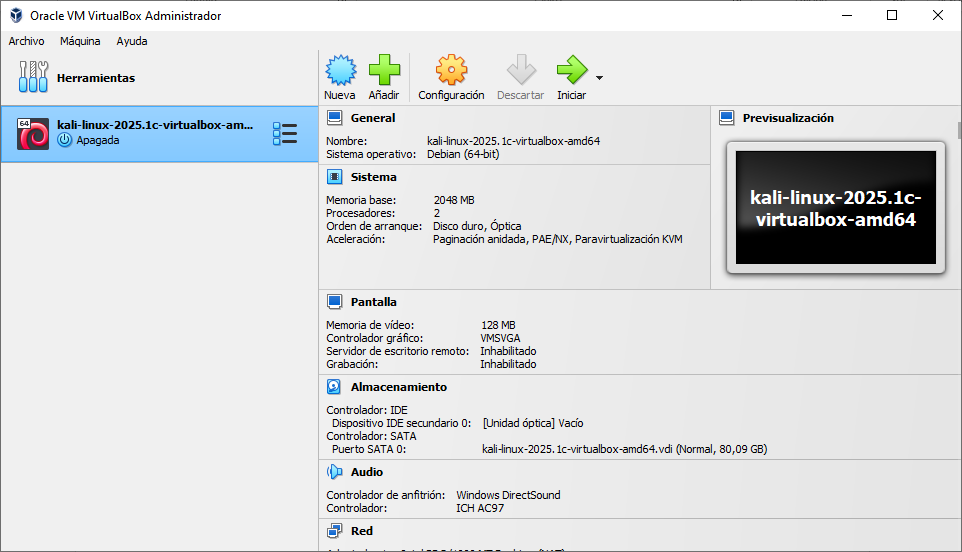 Oracle VM VirtualBox Administrador
Archivo Máquina Ayuda
Herramientas
Nueva Añadir Configuración Descartar Iniciar
64
kali-linux-2025.1c-virtualbox-am...
Apagada
General
Nombre: kali-linux-2025.1c-virtualbox-amd64
Sistema operativo: Debian (64-bit)
Sistema
Memoria base: 2048 MB
Procesadores: 2
Orden de arranque: Disco duro, Óptica
Aceleración: Paginación anidada, PAE/NX, Paravirtualización KVM
Previsualización
kali-linux-2025.1c-
virtualbox-amd64
Pantalla
Memoria de vídeo: 128 MB
Controlador gráfico: VMSVGA
Servidor de escritorio remoto: Inhabilitado
Grabación: Inhabilitado
Almacenamiento
Controlador: IDE
Dispositivo IDE secundario 0: [Unidad óptica] Vacío
Controlador: SATA
Puerto SATA 0: kali-linux-2025.1c-virtualbox-amd64.vdi (Normal, 80,09 GB)
Audio
Controlador de anfitrión: Windows DirectSound
Controlador: ICH AC97
Red